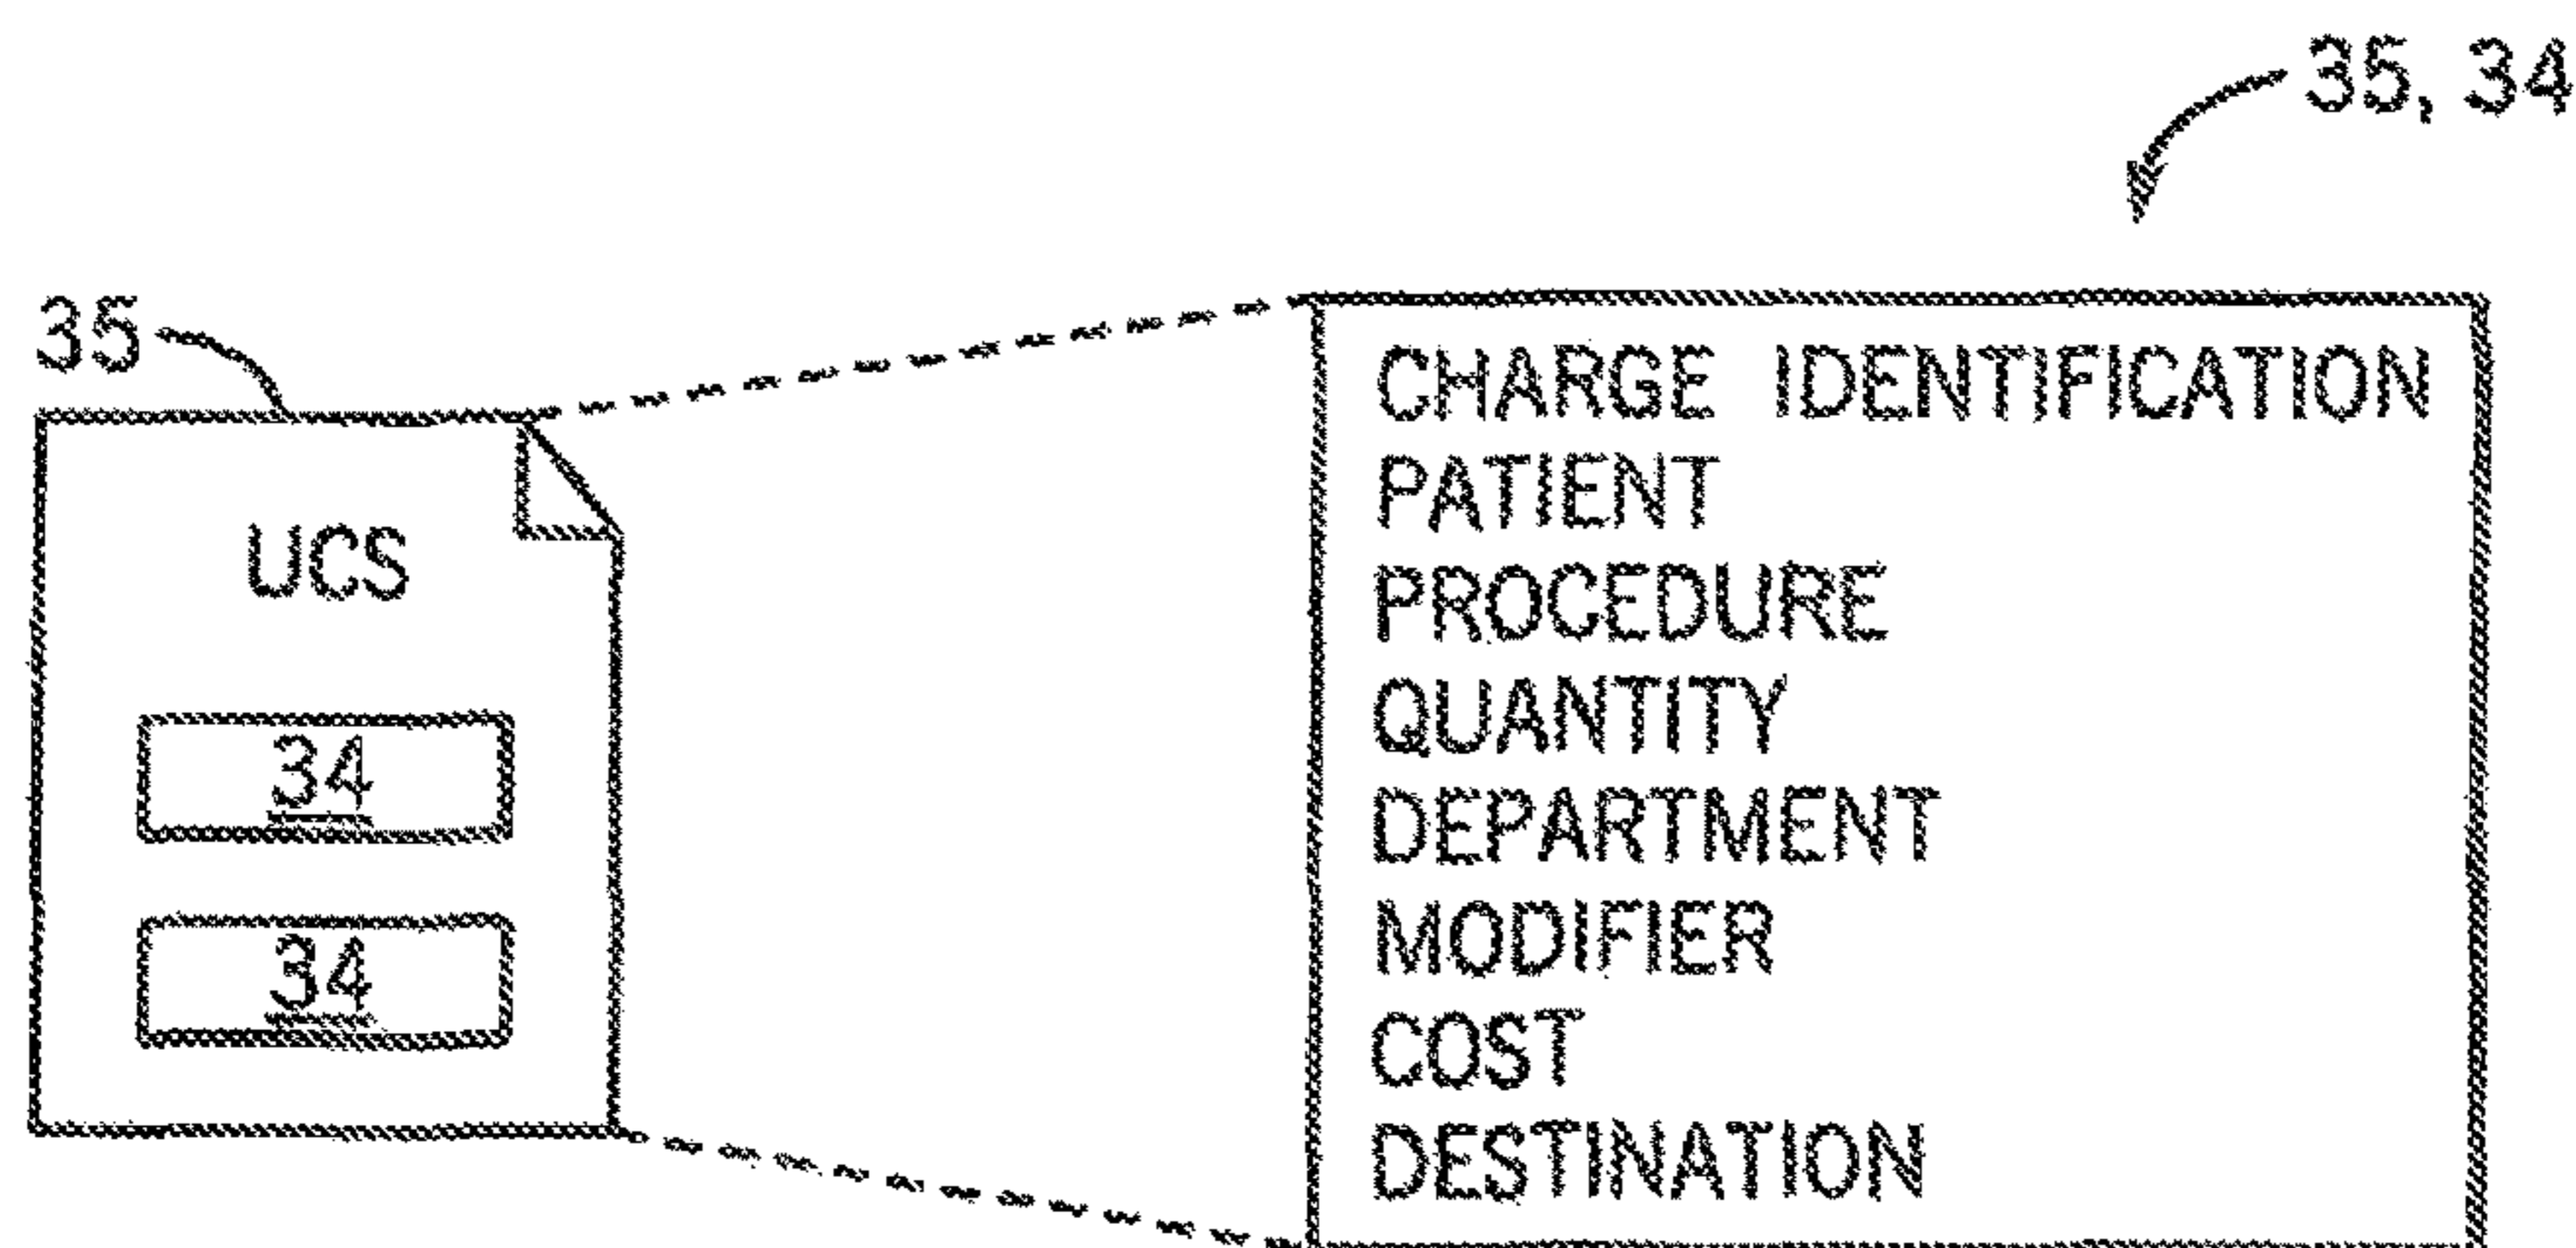 35, 34
35
UCS
34
34
CHARGE IDENTIFICATION
PATIENT
PROCEDURE
QUANTITY
DEPARTMENT
MODIFIER
COST
DESTINATION